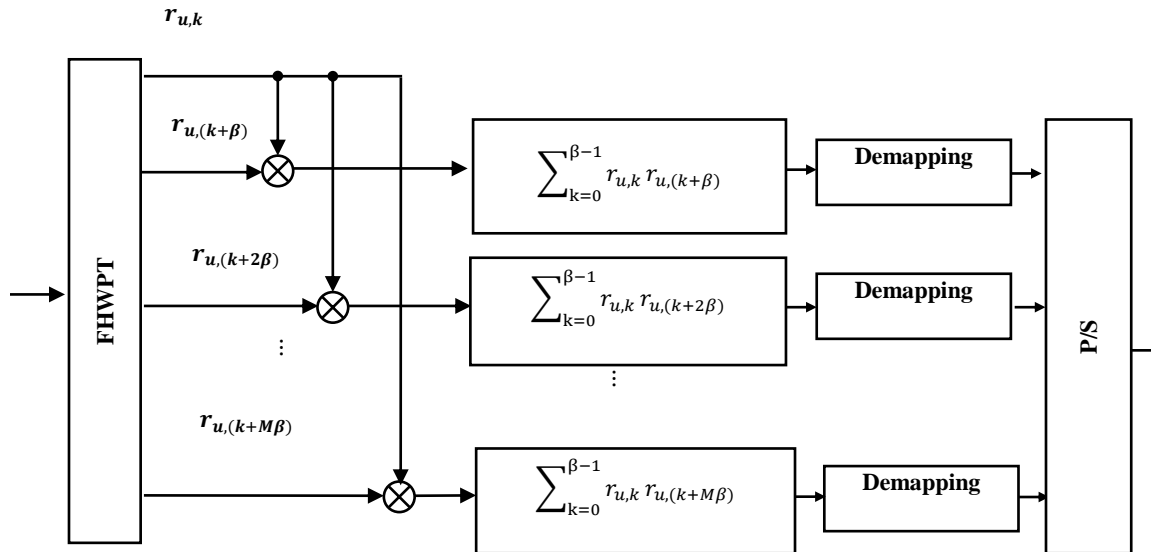 r_{u,k}
FHWPT
r_{u,(k+β)}
∑_{k=0}^{β−1} r_{u,k} r_{u,(k+β)}
Demapping
r_{u,(k+2β)}
∑_{k=0}^{β−1} r_{u,k} r_{u,(k+2β)}
Demapping
⋮
⋮
r_{u,(k+Mβ)}
∑_{k=0}^{β−1} r_{u,k} r_{u,(k+Mβ)}
Demapping
P/S